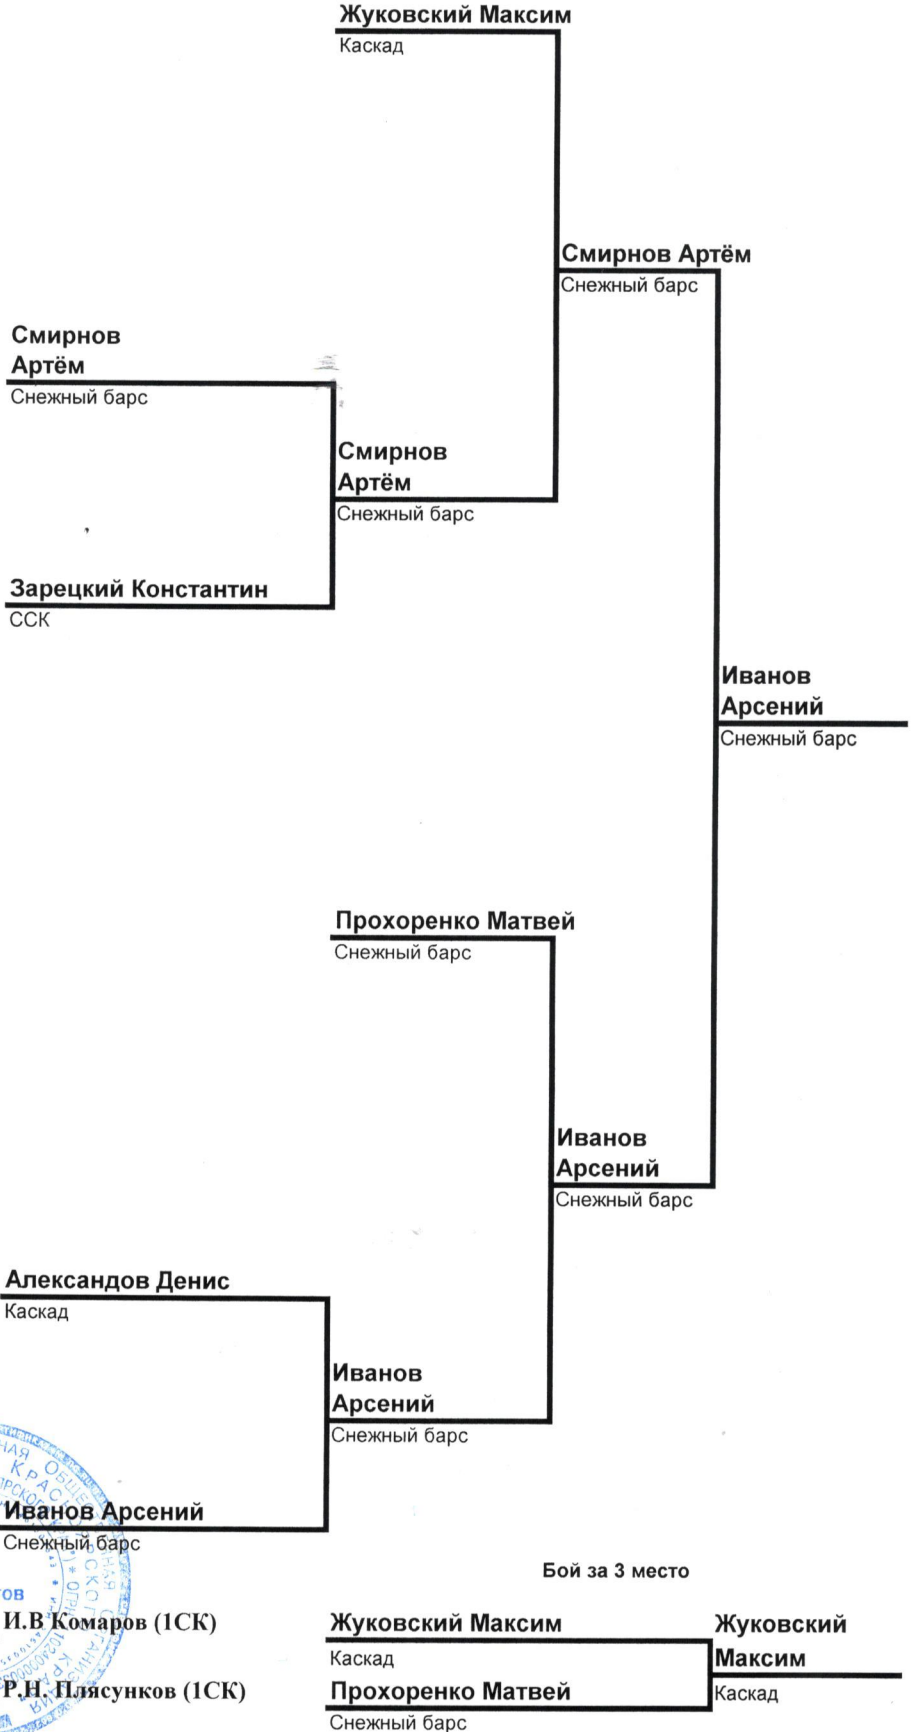 Жуковский Максим
Каскад
Смирнов Артём
Снежный барс
Смирнов
Артём
Снежный барс
Смирнов
Артём
Снежный барс
Зарецкий Константин
ССК
Иванов
Арсений
Снежный барс
Прохоренко Матвей
Снежный барс
Иванов
Арсений
Снежный барс
Александов Денис
Каскад
Иванов
Арсений
Снежный барс
Иванов Арсений
Снежный барс
Бой за 3 место
И.В Комаров (1СК)
Р.Н. Плясунков (1СК)
Жуковский Максим
Каскад
Прохоренко Матвей
Снежный барс
Жуковский
Максим
Каскад